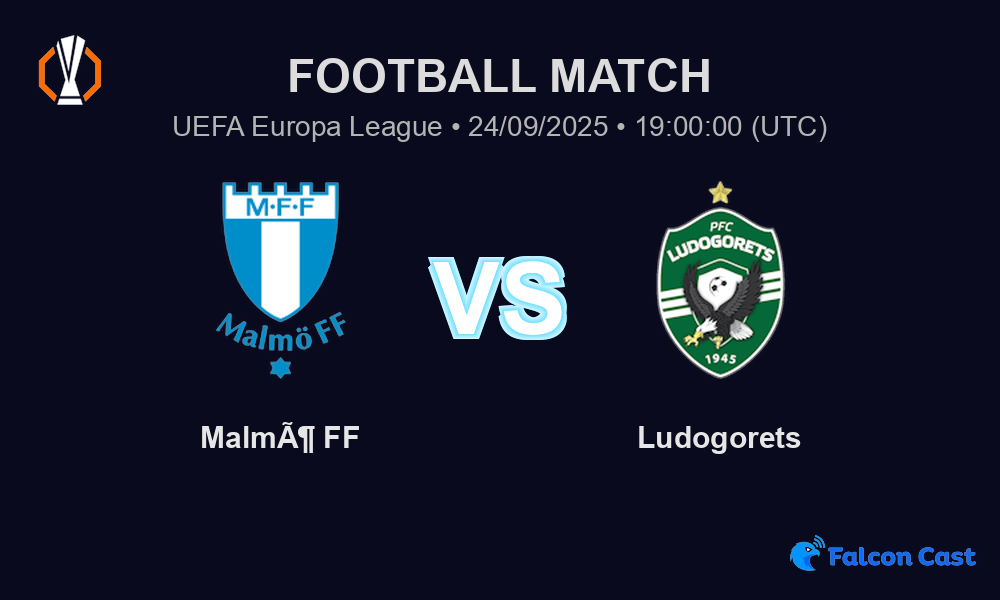 FOOTBALL MATCH
UEFA Europa League • 24/09/2025 • 19:00:00 (UTC)
M·F·F
Malmö FF
PFC
LUDOGORETS
1945
VS
MalmÃ¶ FF
Ludogorets
Falcon Cast